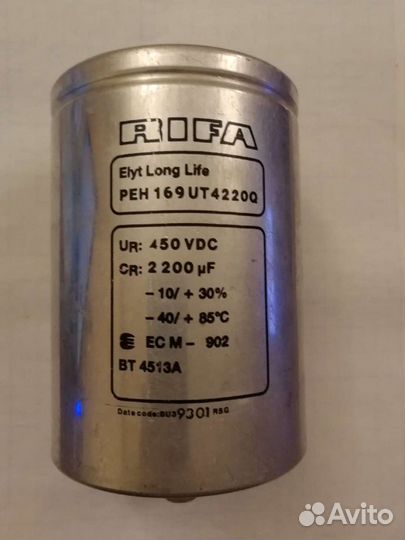 RIFA
Elyt Long Life
PEH 169 UT4220Q
UR: 450 VDC
CR: 2 200 µF
-10/ + 30%
-40/ + 85°C
EC M - 902
BT 4513A
Date code: 9301 RSG
Avito